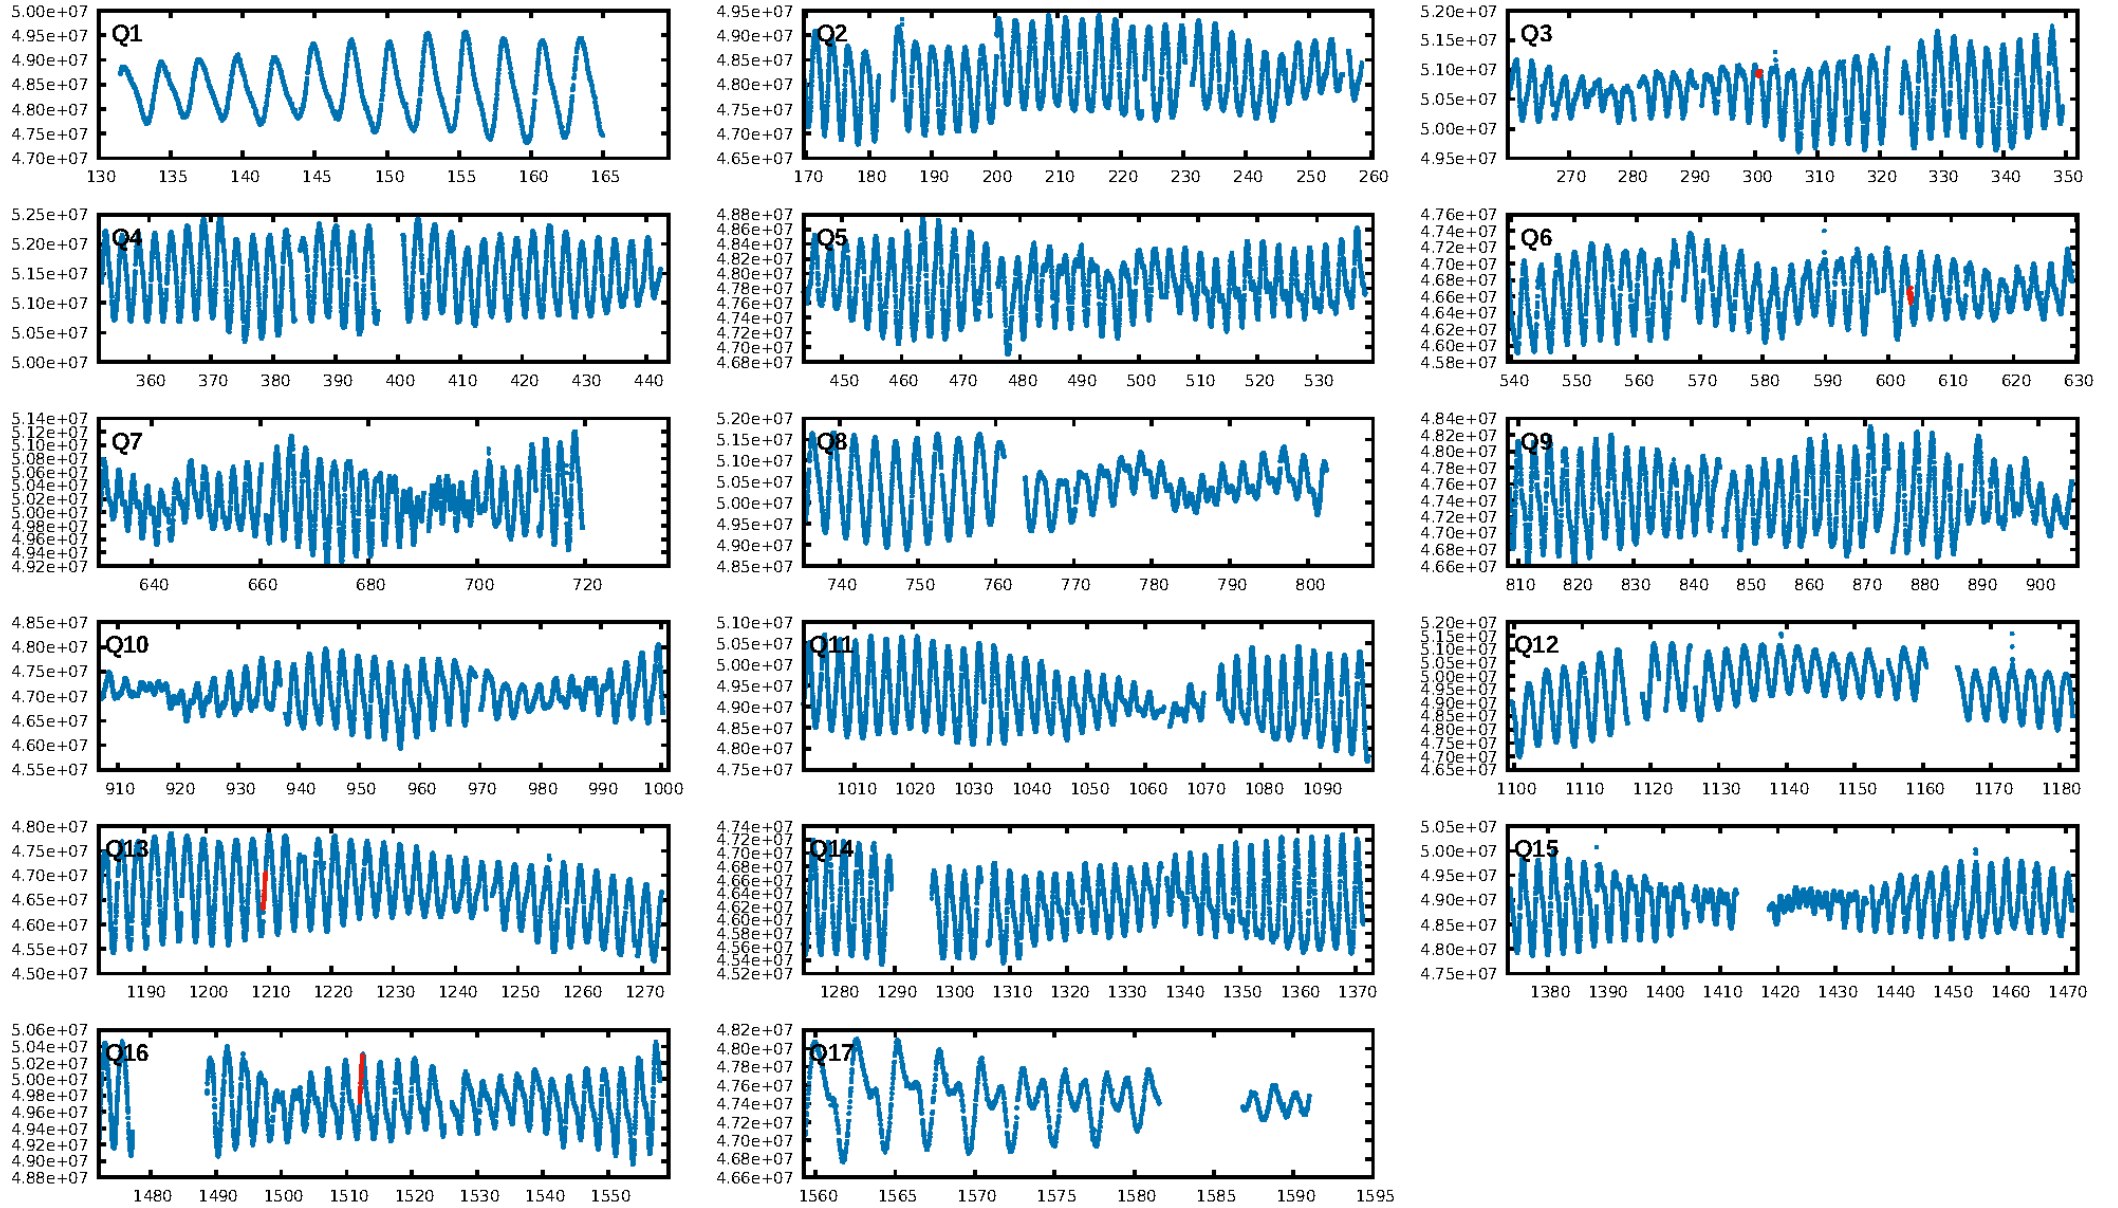 Q1
5.00e+07
4.95e+07
4.90e+07
4.85e+07
4.80e+07
4.75e+07
4.70e+07
130 135 140 145 150 155 160 165
Q2
4.95e+07
4.90e+07
4.85e+07
4.80e+07
4.75e+07
4.70e+07
4.65e+07
170 180 190 200 210 220 230 240 250 260
Q3
5.20e+07
5.15e+07
5.10e+07
5.05e+07
5.00e+07
4.95e+07
270 280 290 300 310 320 330 340 350
Q4
5.25e+07
5.20e+07
5.15e+07
5.10e+07
5.05e+07
5.00e+07
360 370 380 390 400 410 420 430 440
Q5
4.88e+07
4.86e+07
4.84e+07
4.82e+07
4.80e+07
4.78e+07
4.76e+07
4.74e+07
4.72e+07
4.70e+07
4.68e+07
450 460 470 480 490 500 510 520 530
Q6
4.76e+07
4.74e+07
4.72e+07
4.70e+07
4.68e+07
4.66e+07
4.64e+07
4.62e+07
4.60e+07
4.58e+07
540 550 560 570 580 590 600 610 620 630
Q7
5.14e+07
5.12e+07
5.10e+07
5.08e+07
5.06e+07
5.04e+07
5.02e+07
5.00e+07
4.98e+07
4.96e+07
4.94e+07
4.92e+07
640 660 680 700 720
Q8
5.20e+07
5.15e+07
5.10e+07
5.05e+07
5.00e+07
4.95e+07
4.90e+07
4.85e+07
740 750 760 770 780 790 800
Q9
4.84e+07
4.82e+07
4.80e+07
4.78e+07
4.76e+07
4.74e+07
4.72e+07
4.70e+07
4.68e+07
4.66e+07
810 820 830 840 850 860 870 880 890 900
Q10
4.85e+07
4.80e+07
4.75e+07
4.70e+07
4.65e+07
4.60e+07
4.55e+07
910 920 930 940 950 960 970 980 990 1000
Q11
5.10e+07
5.05e+07
5.00e+07
4.95e+07
4.90e+07
4.85e+07
4.80e+07
4.75e+07
1010 1020 1030 1040 1050 1060 1070 1080 1090
Q12
5.20e+07
5.15e+07
5.10e+07
5.05e+07
5.00e+07
4.95e+07
4.90e+07
4.85e+07
4.80e+07
4.75e+07
4.70e+07
4.65e+07
1100 1110 1120 1130 1140 1150 1160 1170 1180
Q13
4.80e+07
4.75e+07
4.70e+07
4.65e+07
4.60e+07
4.55e+07
4.50e+07
1190 1200 1210 1220 1230 1240 1250 1260 1270
Q14
4.74e+07
4.72e+07
4.70e+07
4.68e+07
4.66e+07
4.64e+07
4.62e+07
4.60e+07
4.58e+07
4.56e+07
4.54e+07
4.52e+07
1280 1290 1300 1310 1320 1330 1340 1350 1360 1370
Q15
5.05e+07
5.00e+07
4.95e+07
4.90e+07
4.85e+07
4.80e+07
4.75e+07
1380 1390 1400 1410 1420 1430 1440 1450 1460 1470
Q16
5.06e+07
5.04e+07
5.02e+07
5.00e+07
4.98e+07
4.96e+07
4.94e+07
4.92e+07
4.90e+07
4.88e+07
1480 1490 1500 1510 1520 1530 1540 1550
Q17
4.82e+07
4.80e+07
4.78e+07
4.76e+07
4.74e+07
4.72e+07
4.70e+07
4.68e+07
4.66e+07
1560 1565 1570 1575 1580 1585 1590 1595